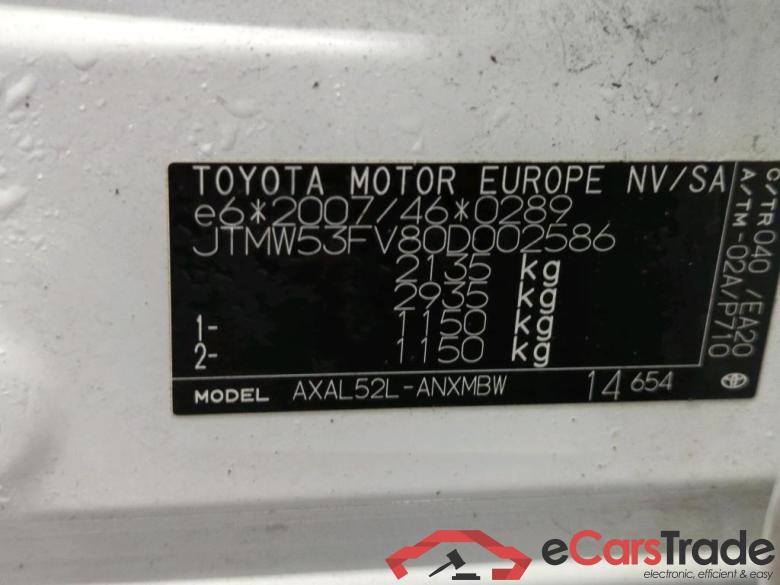 TOYOTA MOTOR EUROPE NV/SA
e6*2007/46*0289
JTMW53FV80D002586
2135 kg
2935 kg
1- 1150 kg
2- 1150 kg
MODEL AXAL52L-ANXMBW 14 654
C/TR 040 /EA20
A/TM -02A/P710
eCarsTrade
electronic, efficient & easy